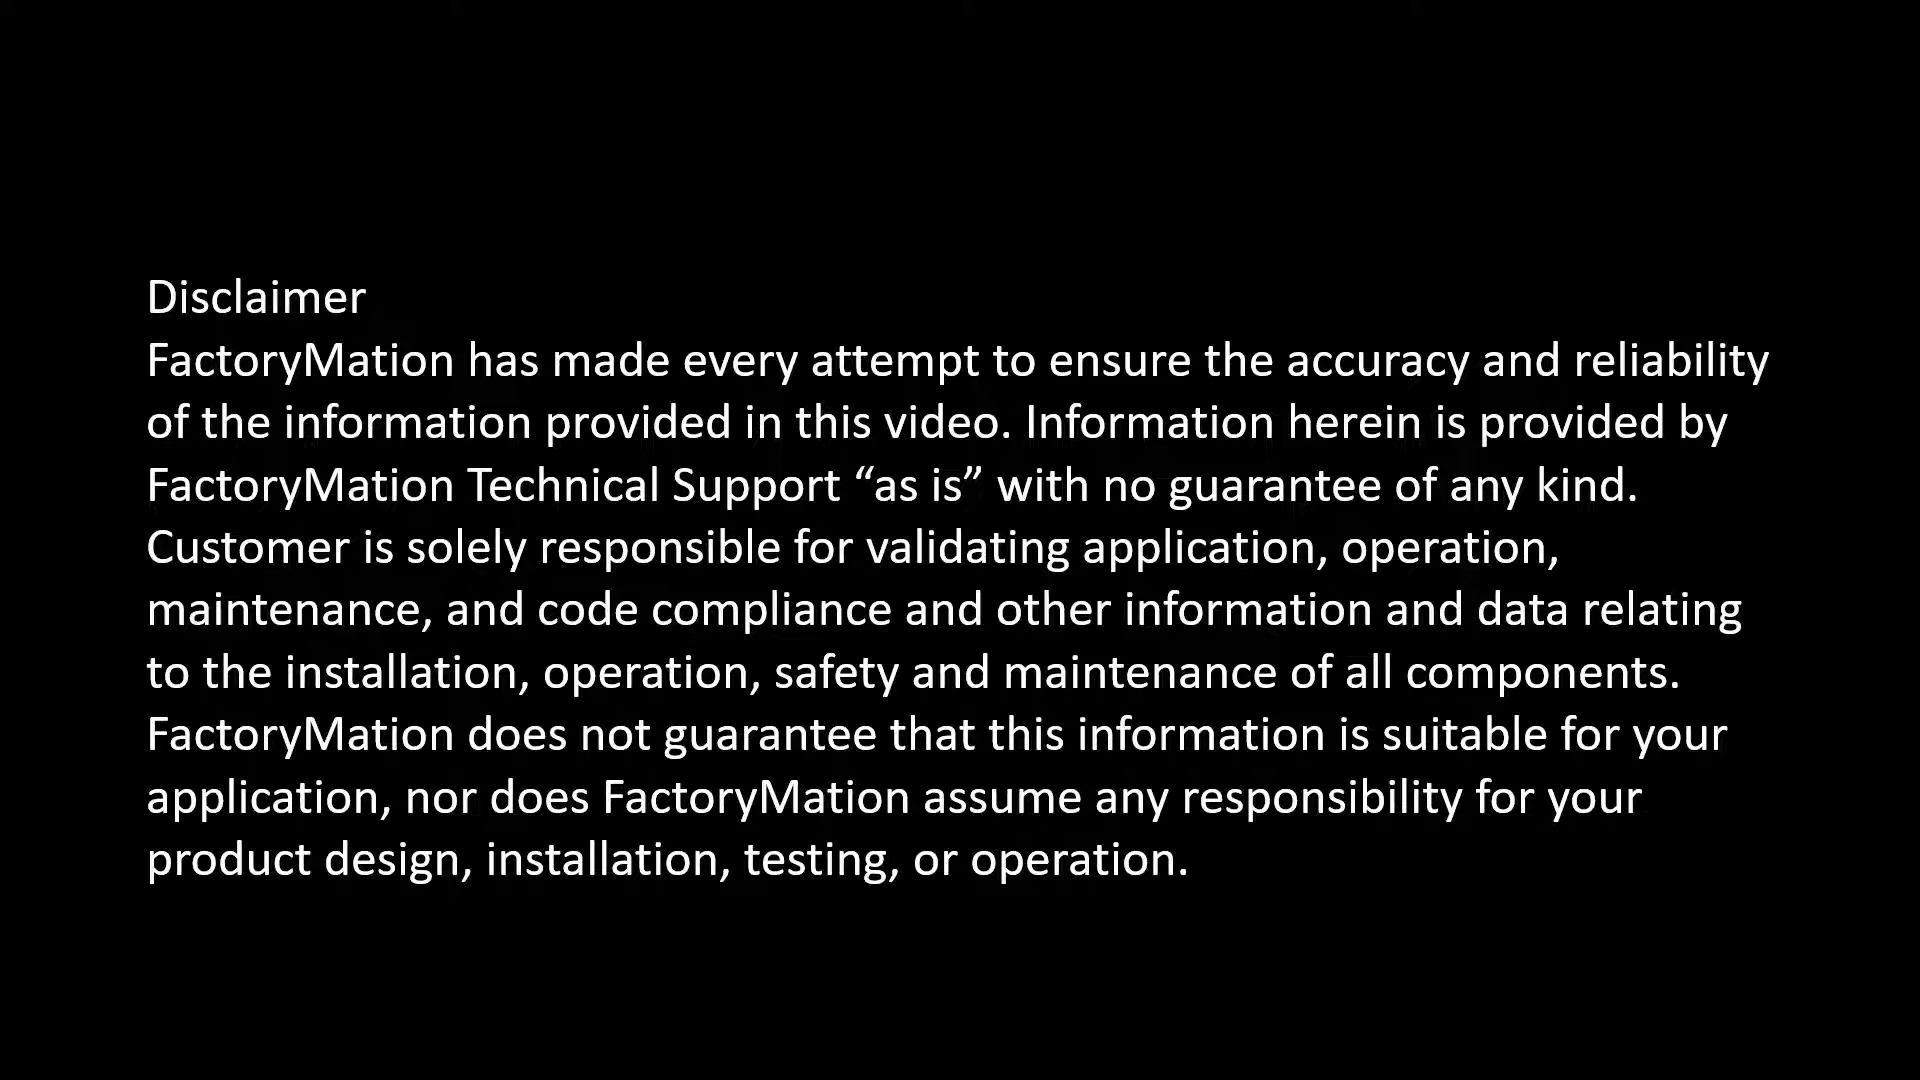 Disclaimer
FactoryMation has made every attempt to ensure the accuracy and reliability
of the information provided in this video. Information herein is provided by
FactoryMation Technical Support “as is” with no guarantee of any kind.
Customer is solely responsible for validating application, operation,
maintenance, and code compliance and other information and data relating
to the installation, operation, safety and maintenance of all components.
FactoryMation does not guarantee that this information is suitable for your
application, nor does FactoryMation assume any responsibility for your
product design, installation, testing, or operation.